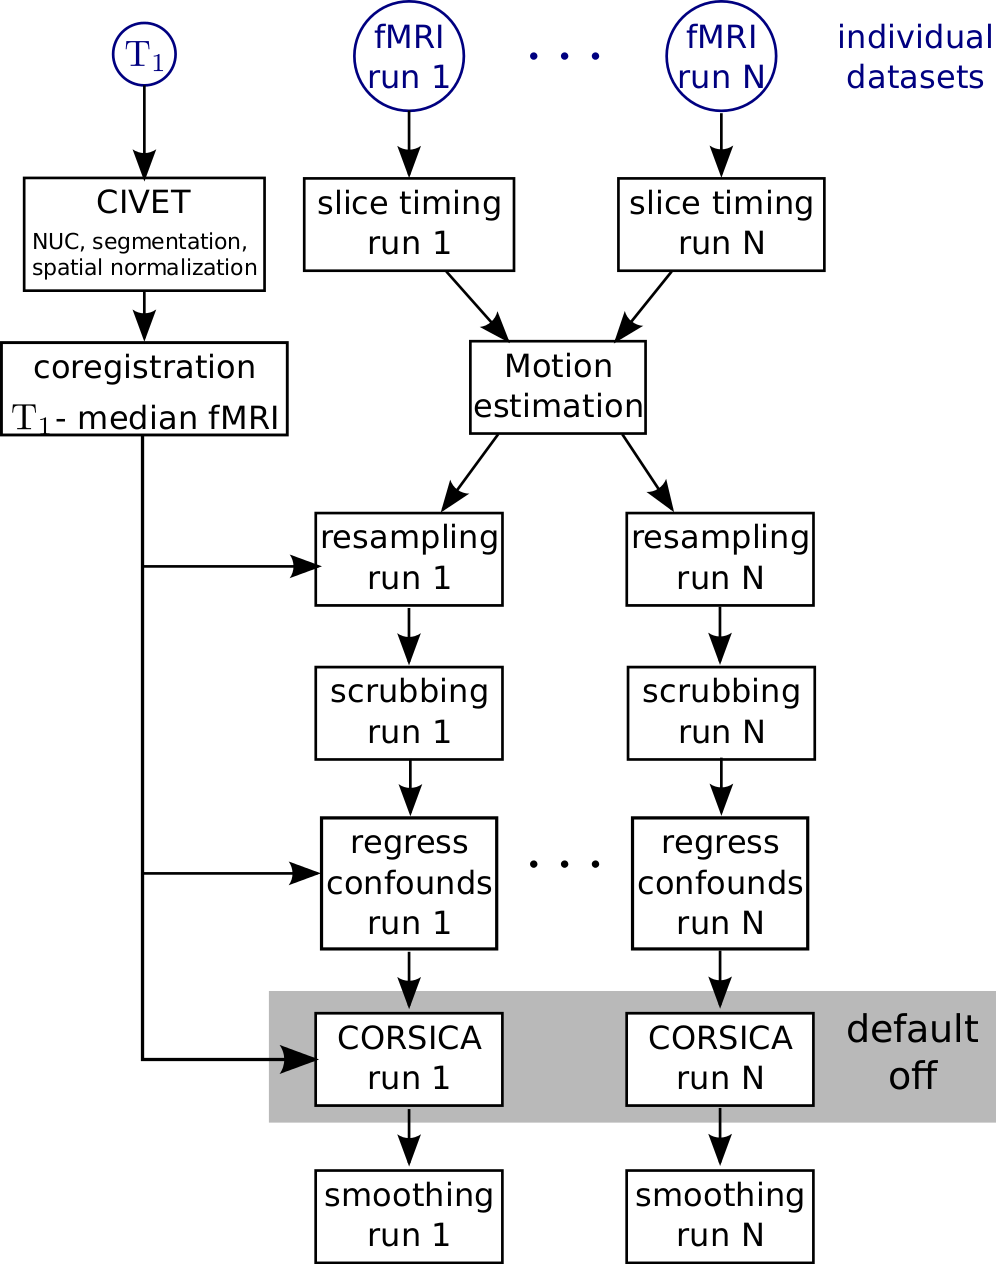 T1
fMRI
run 1
. . .
fMRI
run N
individual
datasets
CIVET
NUC, segmentation,
spatial normalization
slice timing
run 1
slice timing
run N
coregistration
T1- median fMRI
Motion
estimation
resampling
run 1
resampling
run N
scrubbing
run 1
scrubbing
run N
regress
confounds
run 1
. . .
regress
confounds
run N
CORSICA
run 1
CORSICA
run N
default
off
smoothing
run 1
smoothing
run N